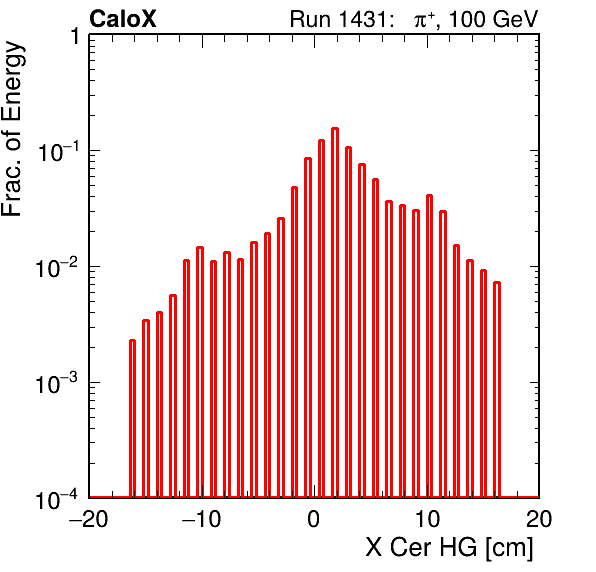 CaloX Run 1431: π⁺, 100 GeV
Frac. of Energy
1
10⁻¹
10⁻²
10⁻³
10⁻⁴
−20 −10 0 10 20
X Cer HG [cm]